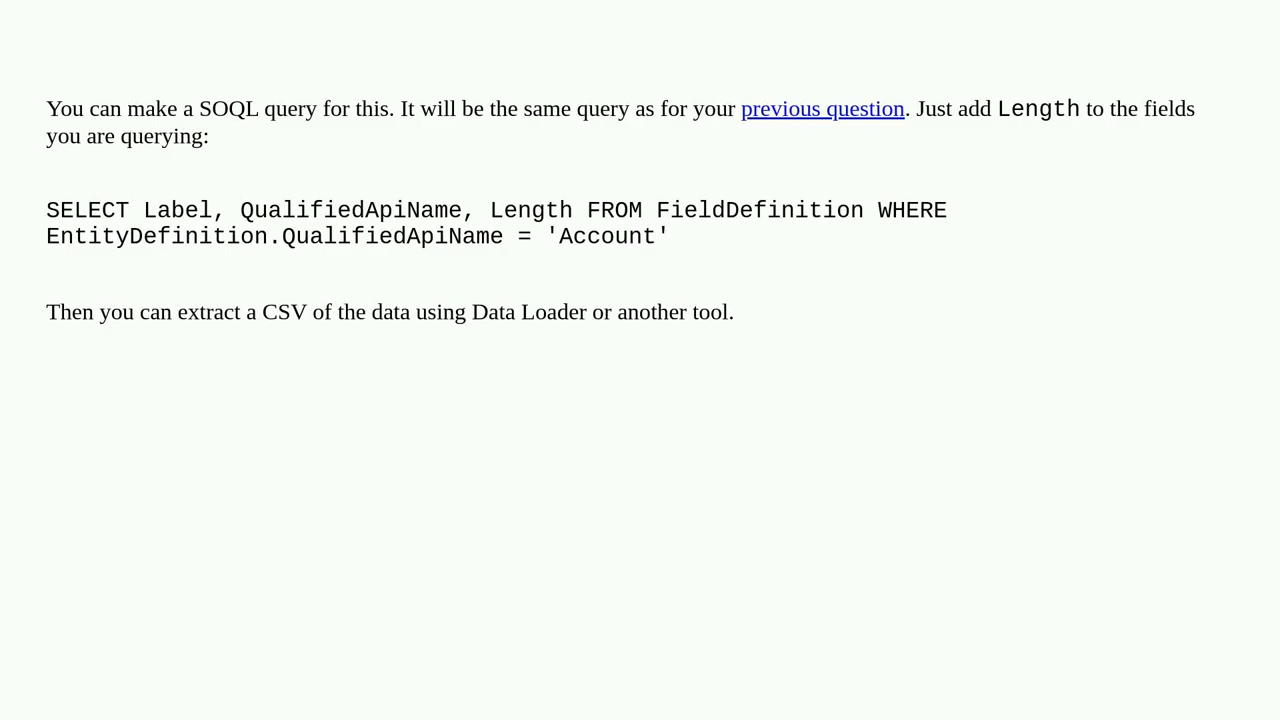 You can make a SOQL query for this. It will be the same query as for your previous question. Just add Length to the fields
you are querying:
SELECT Label, QualifiedApiName, Length FROM FieldDefinition WHERE
EntityDefinition.QualifiedApiName = 'Account'
Then you can extract a CSV of the data using Data Loader or another tool.